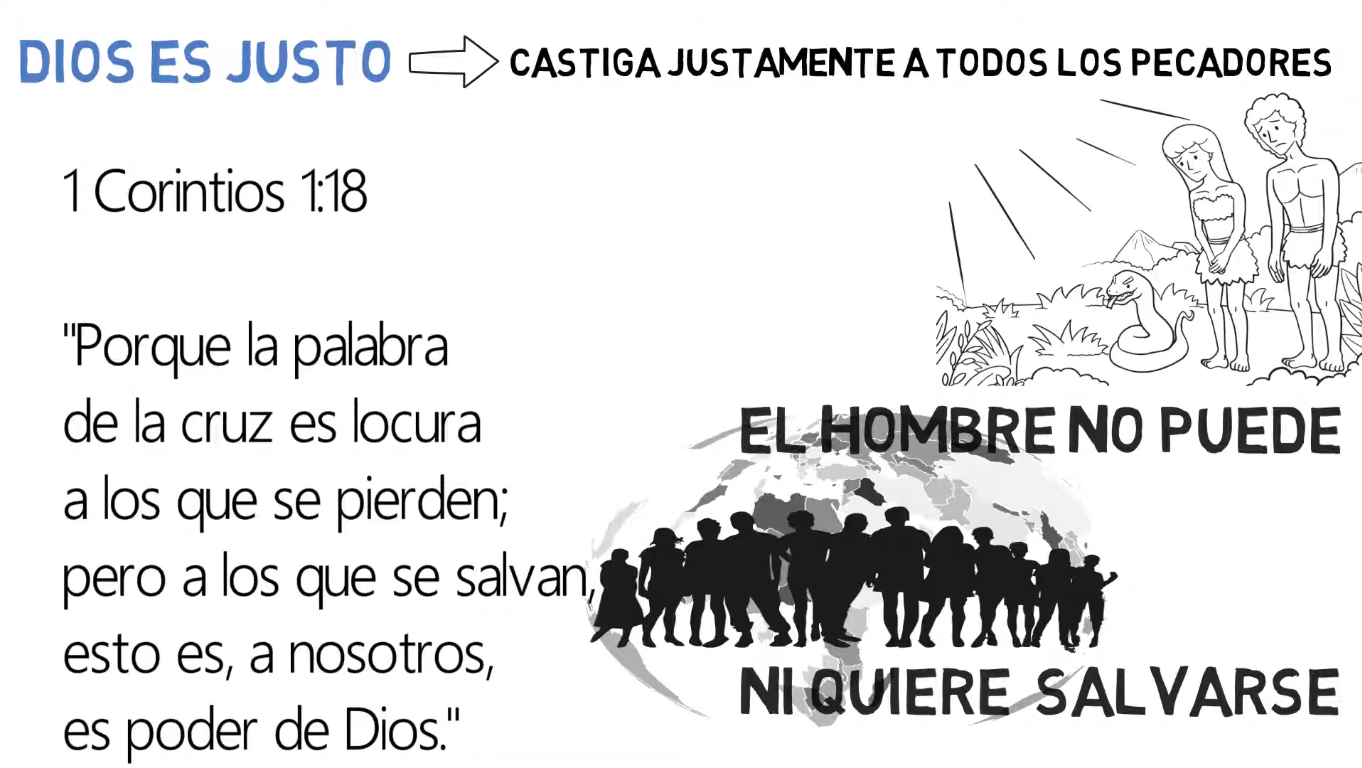 DIOS ES JUSTO
CASTIGA JUSTAMENTE A TODOS LOS PECADORES
1 Corintios 1:18
"Porque la palabra
de la cruz es locura
a los que se pierden;
pero a los que se salvan,
esto es, a nosotros,
es poder de Dios."
EL HOMBRE NO PUEDE
NI QUIERE SALVARSE